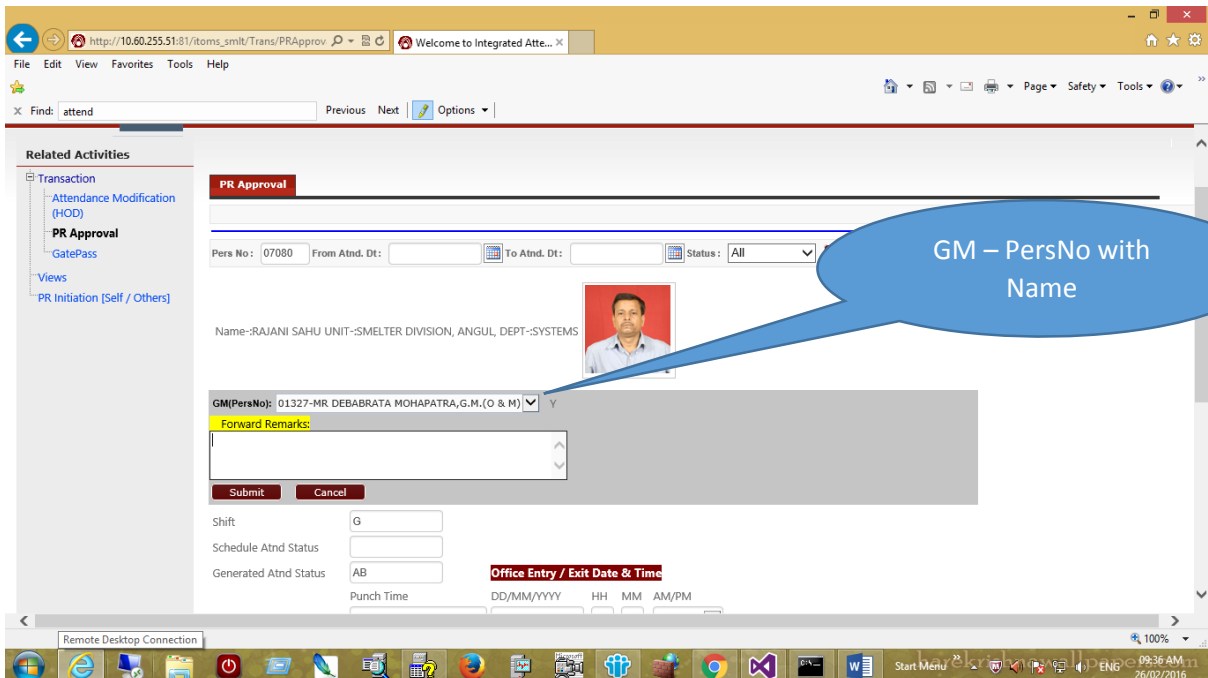 http://10.60.255.51:81/itoms_smlt/Trans/PRApprov
Welcome to Integrated Atte...
File Edit View Favorites Tools Help
Page Safety Tools
x Find: attend Previous Next Options
Related Activities
Transaction
Attendance Modification
(HOD)
PR Approval
GatePass
Views
PR Initiation [Self / Others]
PR Approval
Pers No : 07080 From Atnd. Dt: To Atnd. Dt: Status : All
GM – PersNo with
Name
Name-:RAJANI SAHU UNIT-:SMELTER DIVISION, ANGUL, DEPT-:SYSTEMS
GM(PersNo): 01327-MR DEBABRATA MOHAPATRA,G.M.(O & M) Y
Forward Remarks:
Submit Cancel
Shift G
Schedule Atnd Status
Generated Atnd Status AB Office Entry / Exit Date & Time
Punch Time DD/MM/YYYY HH MM AM/PM
100%
Remote Desktop Connection
Start Menu ENG 09:36 AM
26/02/2016